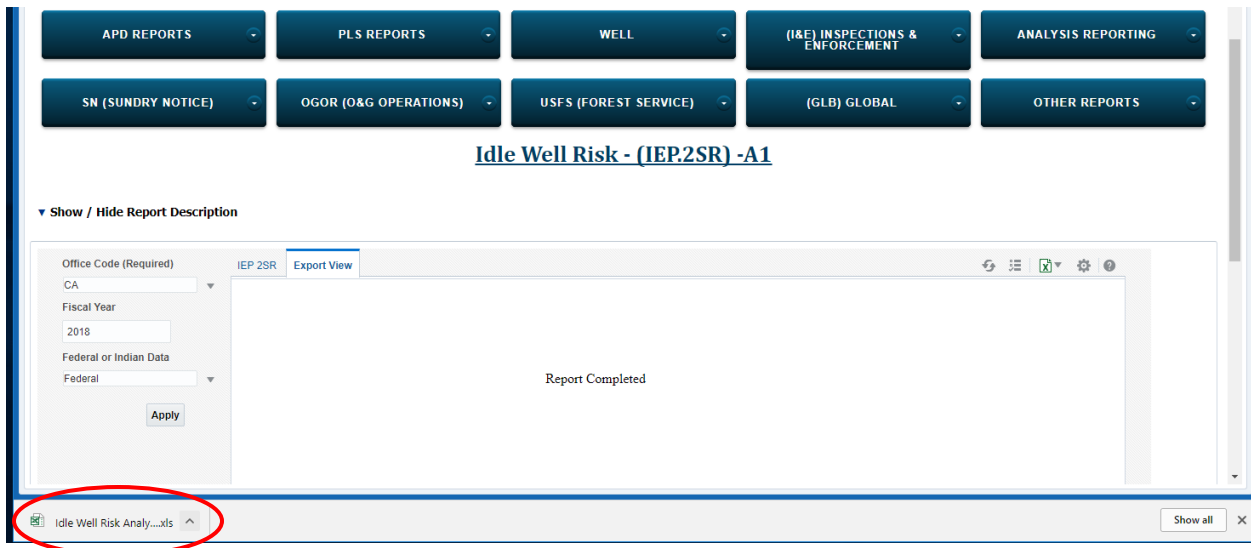 APD REPORTS
PLS REPORTS
WELL
(I&E) INSPECTIONS &
ENFORCEMENT
ANALYSIS REPORTING
SN (SUNDRY NOTICE)
OGOR (O&G OPERATIONS)
USFS (FOREST SERVICE)
(GLB) GLOBAL
OTHER REPORTS
Idle Well Risk - (IEP.2SR) -A1
Show / Hide Report Description
Office Code (Required)
CA
Fiscal Year
2018
Federal or Indian Data
Federal
Apply
IEP 2SR
Export View
Report Completed
Idle Well Risk Analy....xls
Show all